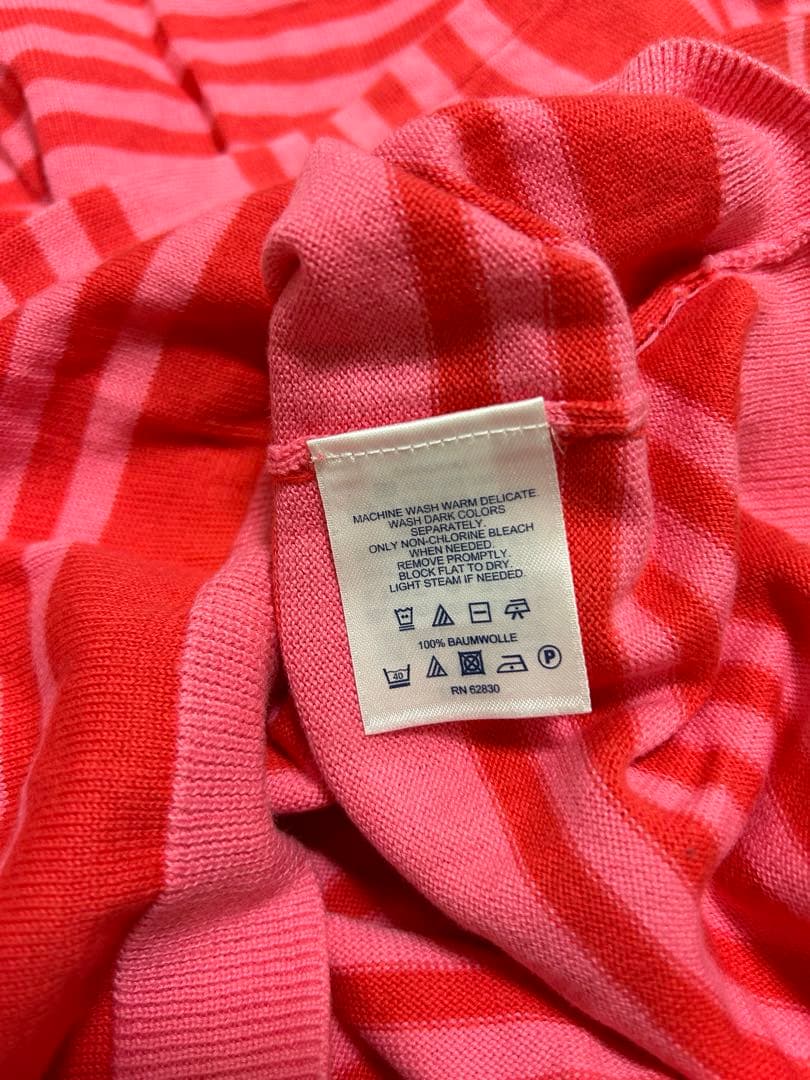 MACHINE WASH WARM DELICATE
WASH DARK COLORS
SEPARATELY.
ONLY NON-CHLORINE BLEACH
WHEN NEEDED.
REMOVE PROMPTLY.
BLOCK FLAT TO DRY.
LIGHT STEAM IF NEEDED.
100% BAUMWOLLE
40 P
RN 62830